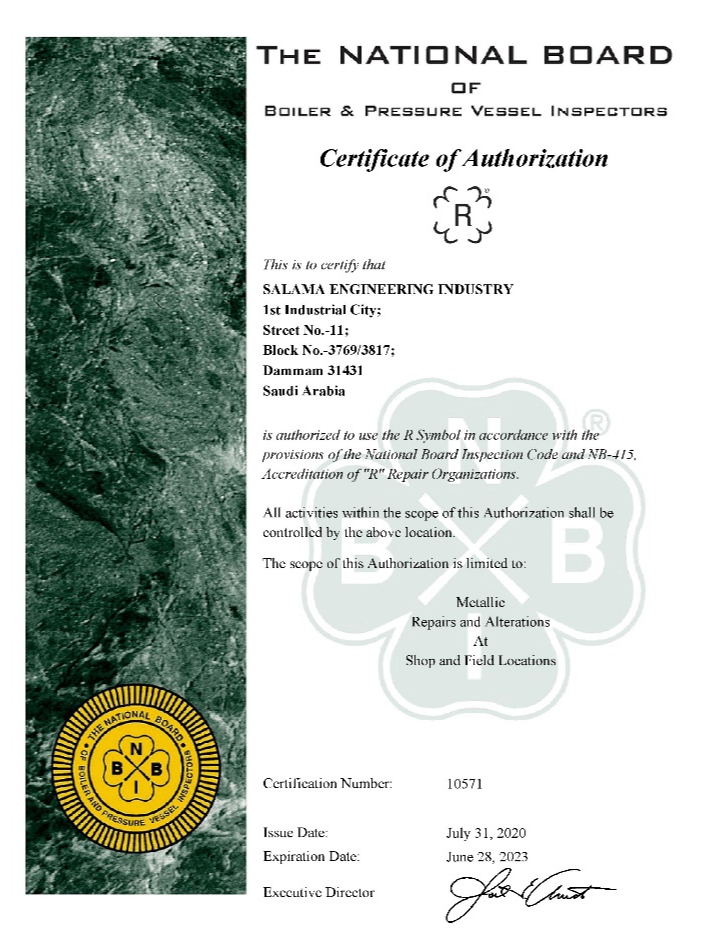 THE NATIONAL BOARD
OF
BOILER & PRESSURE VESSEL INSPECTORS
Certificate of Authorization
R®
This is to certify that
SALAMA ENGINEERING INDUSTRY
1st Industrial City;
Street No.-11;
Block No.-3769/3817;
Dammam 31431
Saudi Arabia
is authorized to use the R Symbol in accordance with the
provisions of the National Board Inspection Code and NB-415,
Accreditation of "R" Repair Organizations.
All activities within the scope of this Authorization shall be
controlled by the above location.
The scope of this Authorization is limited to:
Metallic
Repairs and Alterations
At
Shop and Field Locations
N
B B
I
®
THE NATIONAL BOARD
OF BOILER AND PRESSURE VESSEL INSPECTORS
N
B B
I
Certification Number: 10571
Issue Date: July 31, 2020
Expiration Date: June 28, 2023
Executive Director